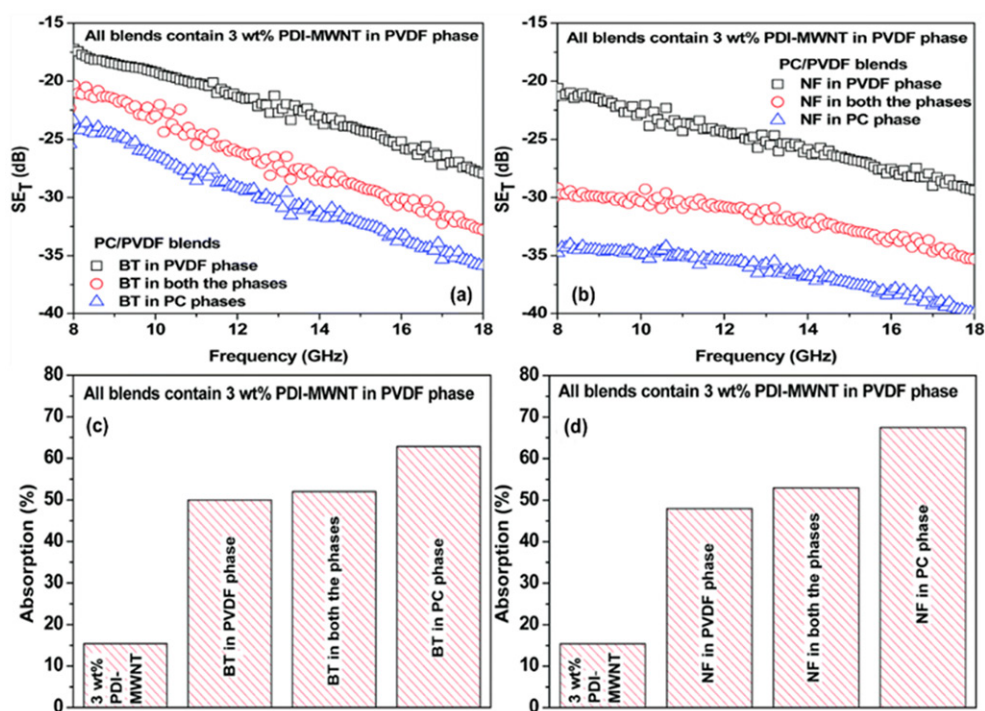 All blends contain 3 wt% PDI-MWNT in PVDF phase
-15
-20
-25
-30
-35
-40
SE_T (dB)
PC/PVDF blends
BT in PVDF phase
BT in both the phases
BT in PC phases
(a)
8 10 12 14 16 18
Frequency (GHz)
All blends contain 3 wt% PDI-MWNT in PVDF phase
-15
-20
-25
-30
-35
-40
SE_T (dB)
PC/PVDF blends
NF in PVDF phase
NF in both the phases
NF in PC phase
(b)
8 10 12 14 16 18
Frequency (GHz)
All blends contain 3 wt% PDI-MWNT in PVDF phase
80
70
60
50
40
30
20
10
0
Absorption (%)
(c)
3 wt%
PDI-
MWNT
BT in PVDF phase
BT in both the phases
BT in PC phase
All blends contain 3 wt% PDI-MWNT in PVDF phase
80
70
60
50
40
30
20
10
0
Absorption (%)
(d)
3 wt%
PDI-
MWNT
NF in PVDF phase
NF in both the phases
NF in PC phase